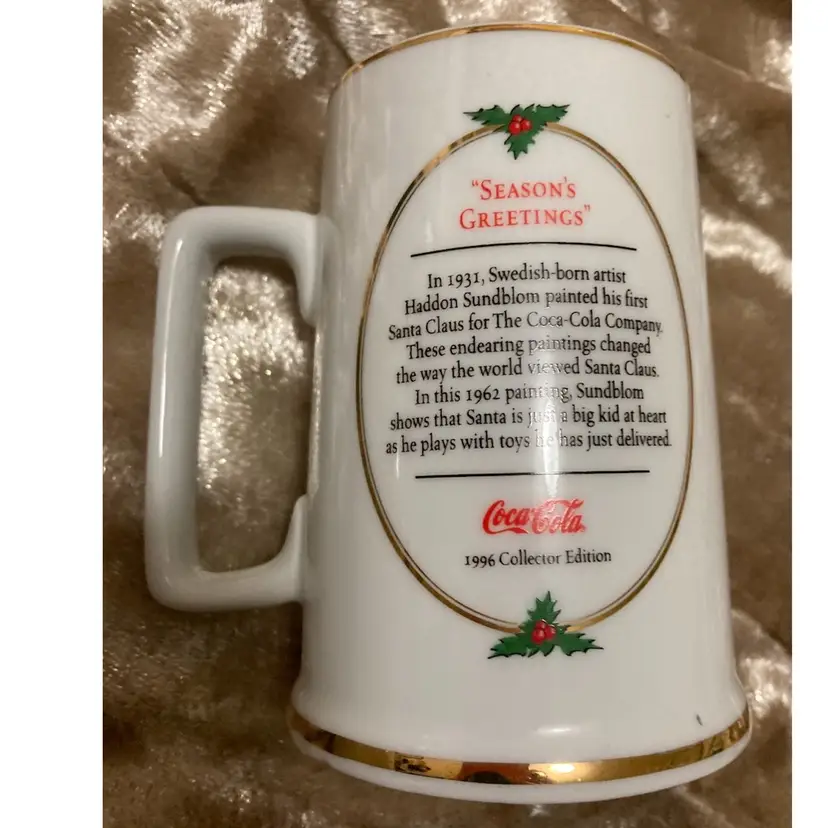 "SEASON'S
GREETINGS"
In 1931, Swedish-born artist
Haddon Sundblom painted his first
Santa Claus for The Coca-Cola Company.
These endearing paintings changed
the way the world viewed Santa Claus.
In this 1962 painting, Sundblom
shows that Santa is just a big kid at heart
as he plays with toys he has just delivered.
Coca-Cola
1996 Collector Edition